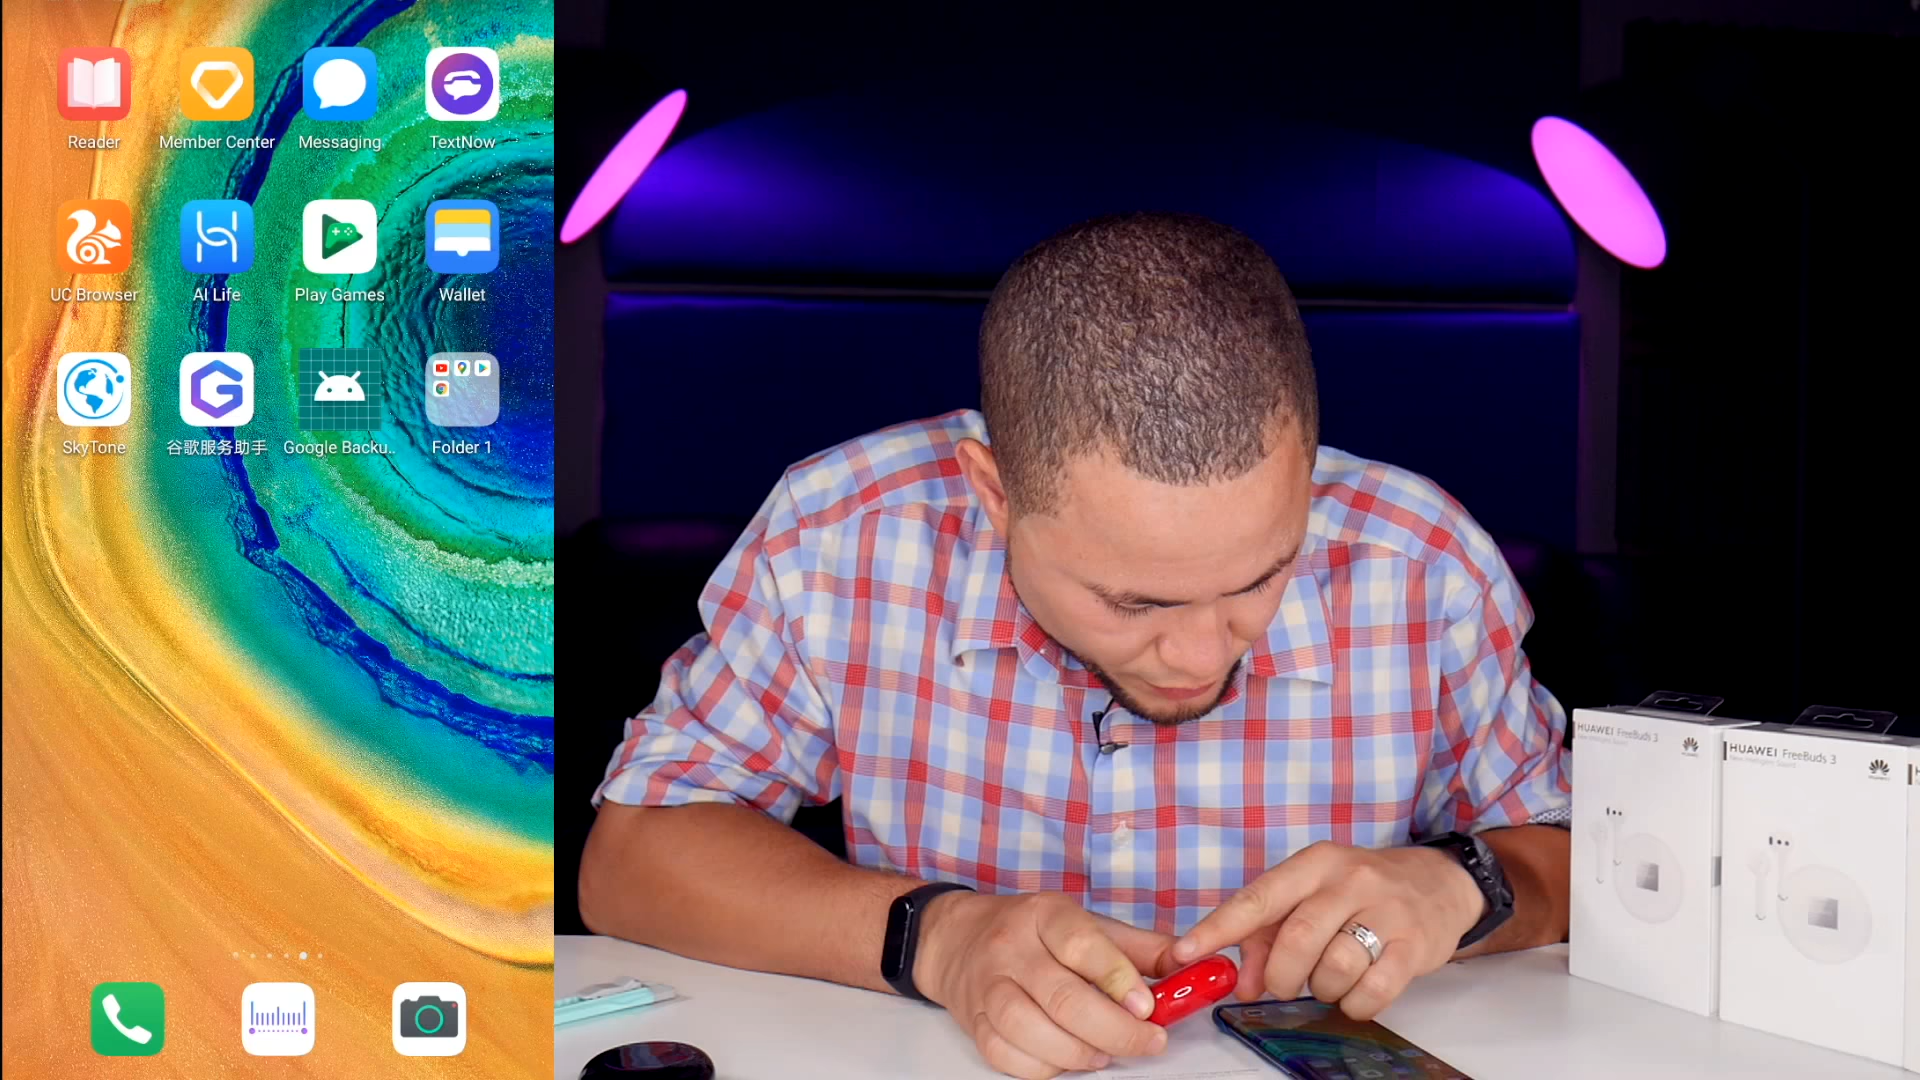 Reader
Member Center
Messaging
TextNow
UC Browser
AI Life
Play Games
Wallet
SkyTone
谷歌服务助手
Google Backu..
Folder 1
HUAWEI FreeBuds 3
HUAWEI FreeBuds 3